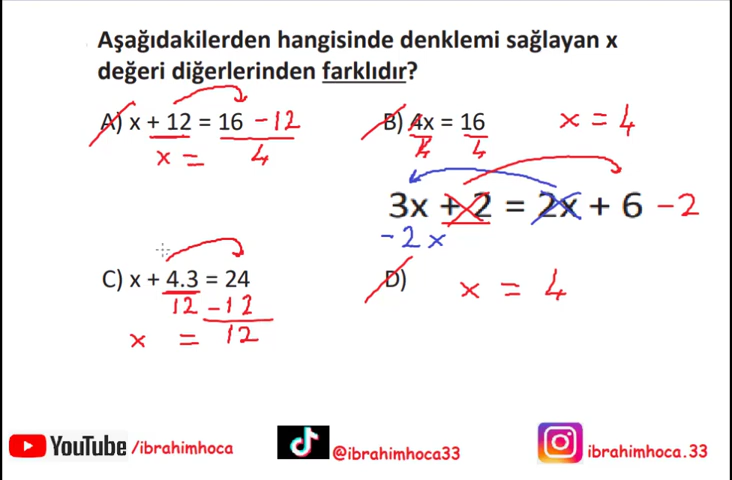 Aşağıdakilerden hangisinde denklemi sağlayan x
değeri diğerlerinden farklıdır?
A) x + 12 = 16 - 12
x = 4
B) 4x = 16
4 4
x = 4
3x + 2 = 2x + 6 - 2
- 2x
C) x + 4.3 = 24
12 - 12
x = 12
D)
x = 4
YouTube /ibrahimhoca
@ibrahimhoca33
ibrahimhoca.33